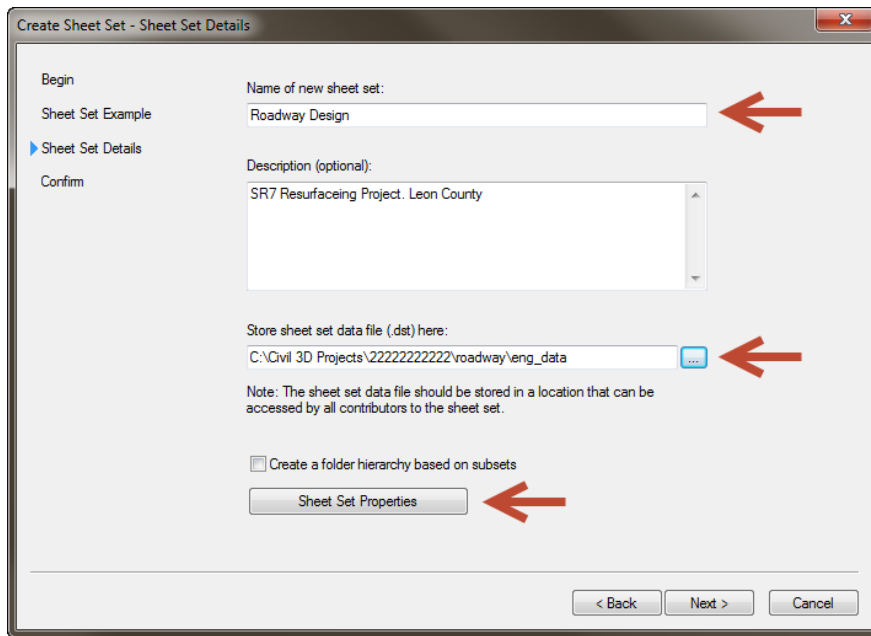 Create Sheet Set - Sheet Set Details
Begin
Sheet Set Example
Sheet Set Details
Confirm
Name of new sheet set:
Roadway Design
Description (optional):
SR7 Resurfaceing Project. Leon County
Store sheet set data file (.dst) here:
C:\Civil 3D Projects\22222222222\roadway\eng_data
...
Note: The sheet set data file should be stored in a location that can be
accessed by all contributors to the sheet set.
Create a folder hierarchy based on subsets
Sheet Set Properties
< Back
Next >
Cancel